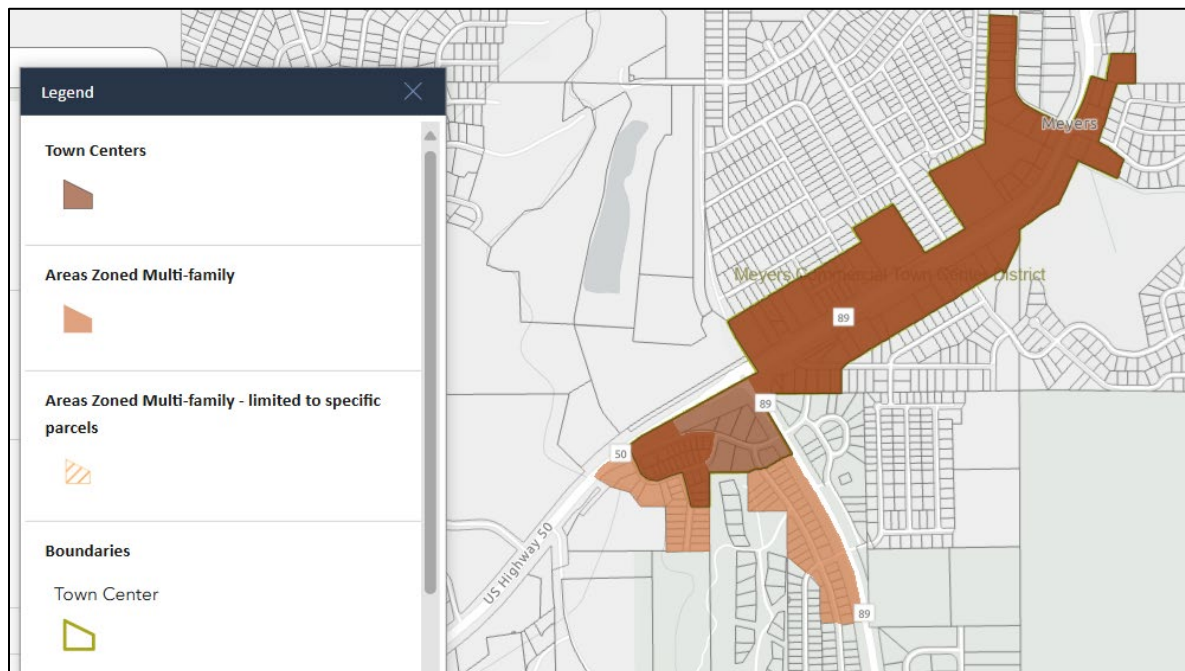 Legend
Town Centers
Areas Zoned Multi-family
Areas Zoned Multi-family - limited to specific
parcels
Boundaries
Town Center
Meyers
Meyers Commercial Town Center District
89
89
50
US Highway 50
89